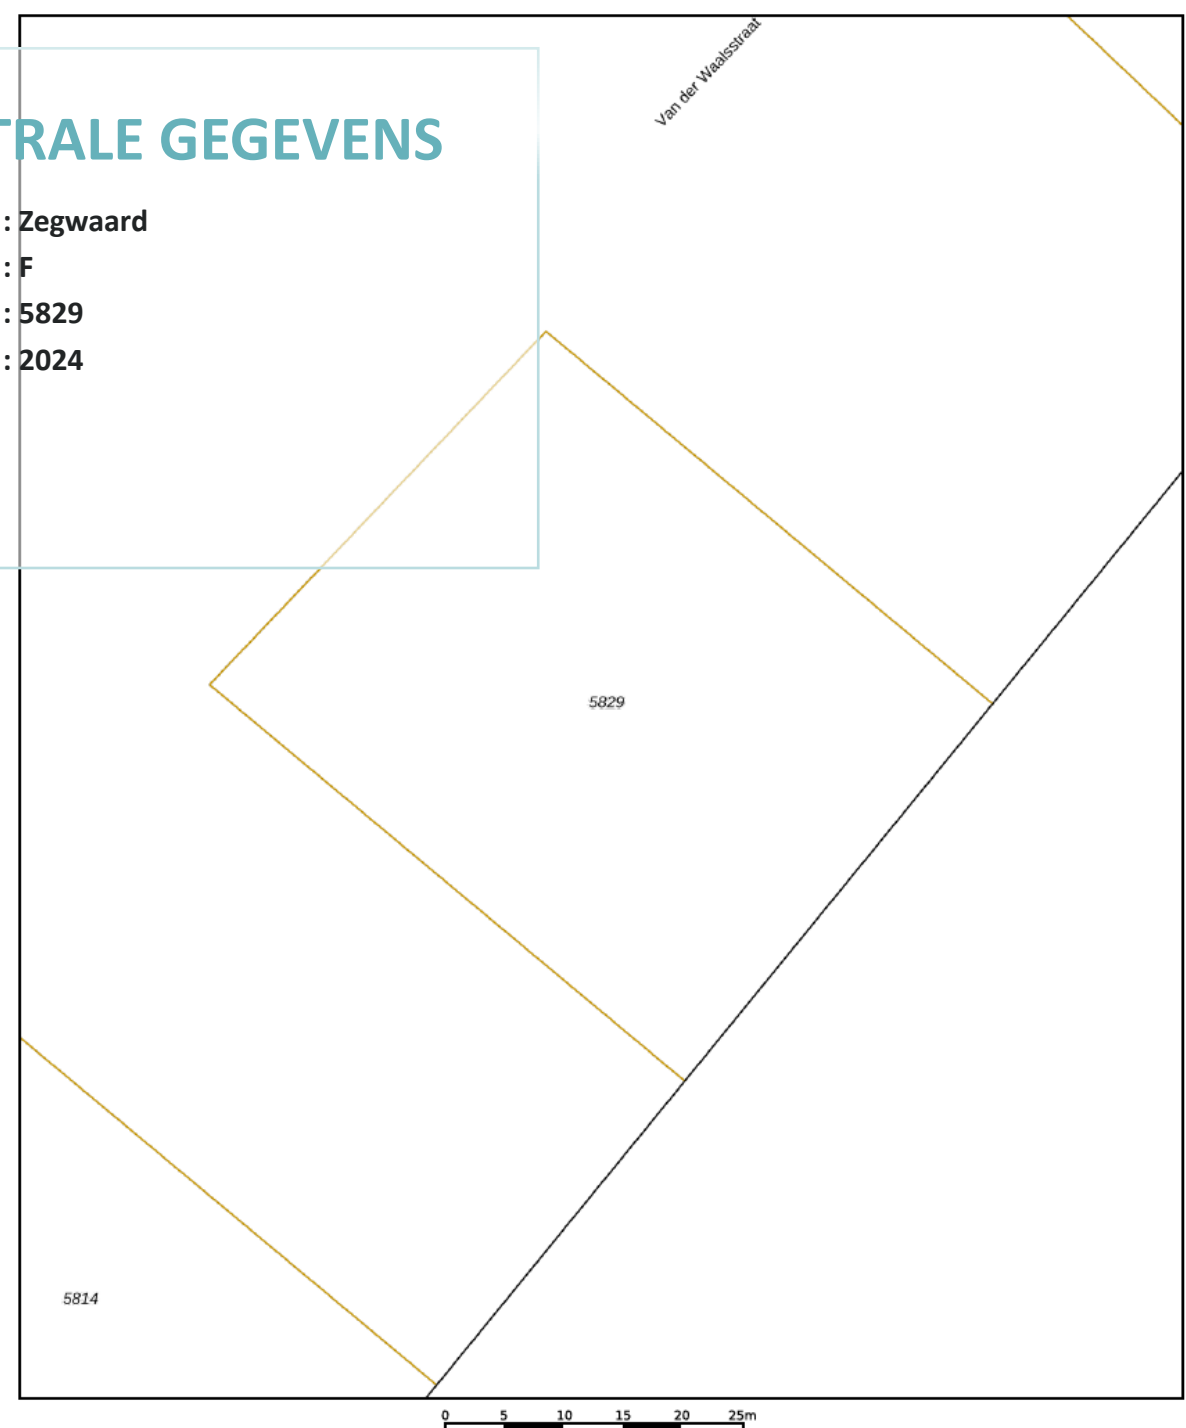 Van der Waalsstraat
TRALE GEGEVENS
: Zegwaard
: F
: 5829
: 2024
5829
5814
0 5 10 15 20 25m